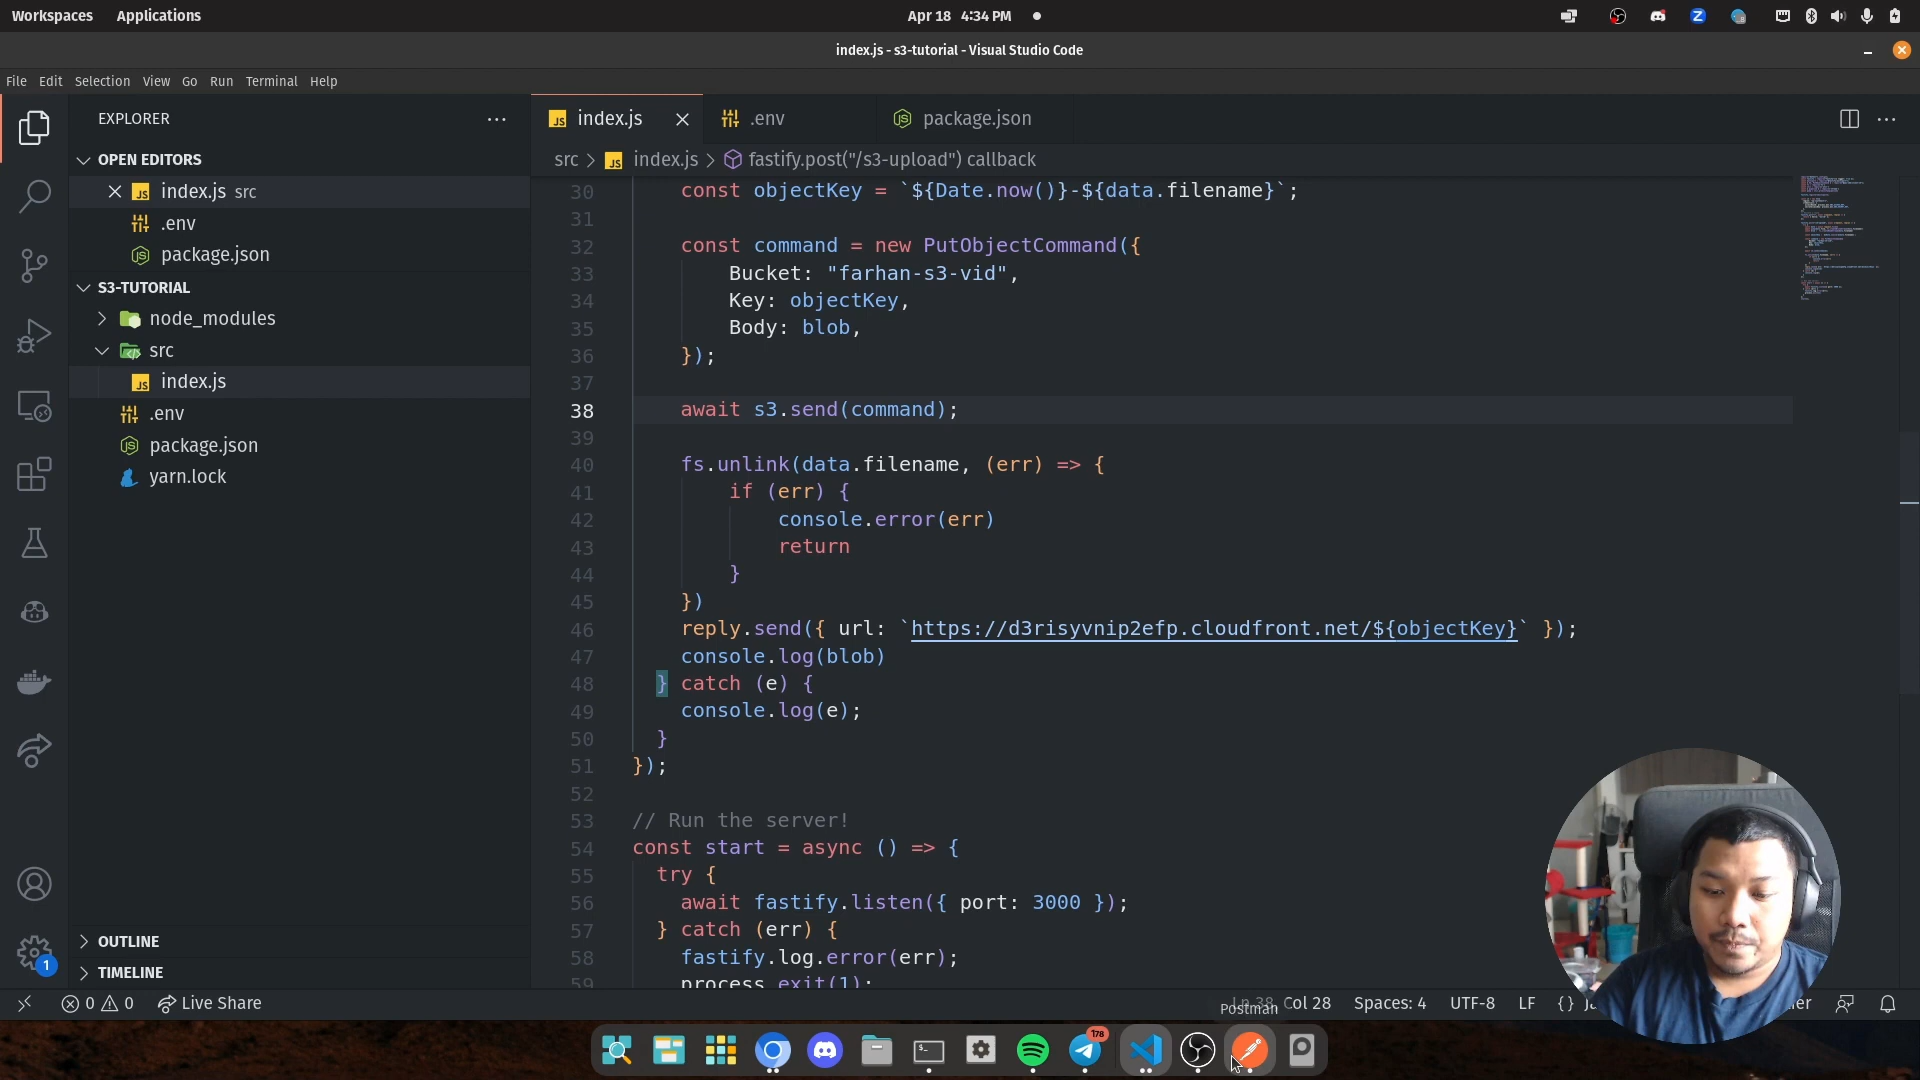 Workspaces Applications Apr 18 4:34 PM
index.js - s3-tutorial - Visual Studio Code
File Edit Selection View Go Run Terminal Help
EXPLORER
OPEN EDITORS
index.js src
.env
package.json
S3-TUTORIAL
node_modules
src
index.js
.env
package.json
yarn.lock
OUTLINE
TIMELINE
index.js .env package.json
src > index.js > fastify.post("/s3-upload") callback
30 const objectKey = `${Date.now()}-${data.filename}`;
31
32 const command = new PutObjectCommand({
33 Bucket: "farhan-s3-vid",
34 Key: objectKey,
35 Body: blob,
36 });
37
38 await s3.send(command);
39
40 fs.unlink(data.filename, (err) => {
41 if (err) {
42 console.error(err)
43 return
44 }
45 })
46 reply.send({ url: `https://d3risyvnip2efp.cloudfront.net/${objectKey}` });
47 console.log(blob)
48 } catch (e) {
49 console.log(e);
50 }
51 });
52
53 // Run the server!
54 const start = async () => {
55 try {
56 await fastify.listen({ port: 3000 });
57 } catch (err) {
58 fastify.log.error(err);
59 process.exit(1);
1
0 0 Live Share
Ln 38, Col 28 Spaces: 4 UTF-8 LF {}
Postman
178